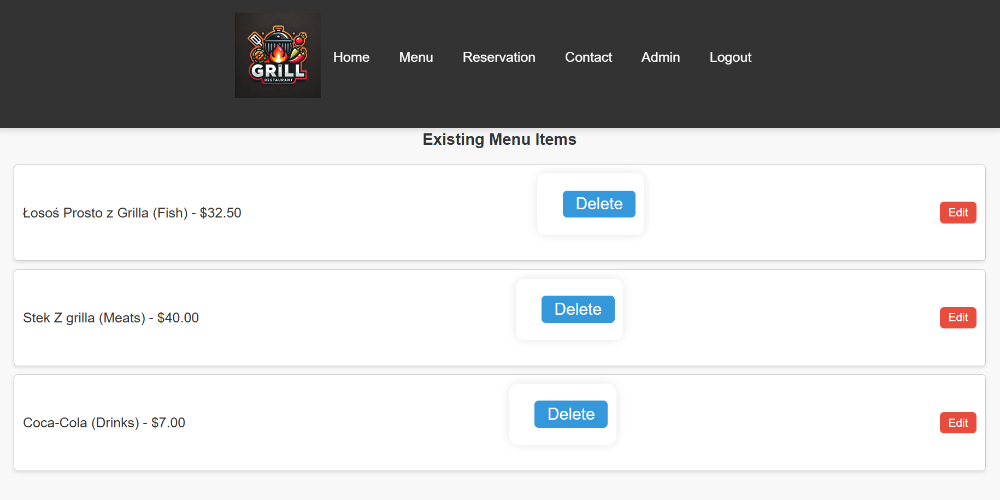 GRILL
RESTAURANT
Home Menu Reservation Contact Admin Logout
Existing Menu Items
Łosoś Prosto z Grilla (Fish) - $32.50 Delete Edit
Stek Z grilla (Meats) - $40.00 Delete Edit
Coca-Cola (Drinks) - $7.00 Delete Edit